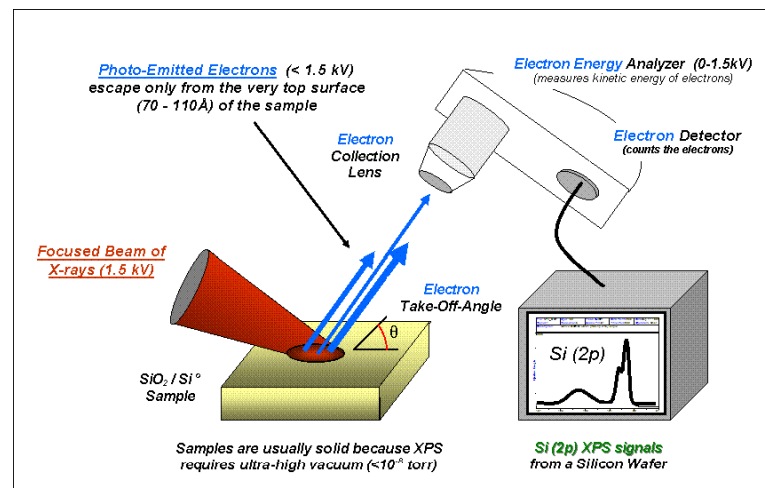 Photo-Emitted Electrons (< 1.5 kV)
escape only from the very top surface
(70 - 110Å) of the sample
Electron Energy Analyzer (0-1.5kV)
(measures kinetic energy of electrons)
Electron Detector
(counts the electrons)
Electron
Collection
Lens
Focused Beam of
X-rays (1.5 kV)
Electron
Take-Off-Angle
θ
SiO₂ / Si°
Sample
Si (2p)
Samples are usually solid because XPS
requires ultra-high vacuum (<10⁻⁸ torr)
Si (2p) XPS signals
from a Silicon Wafer